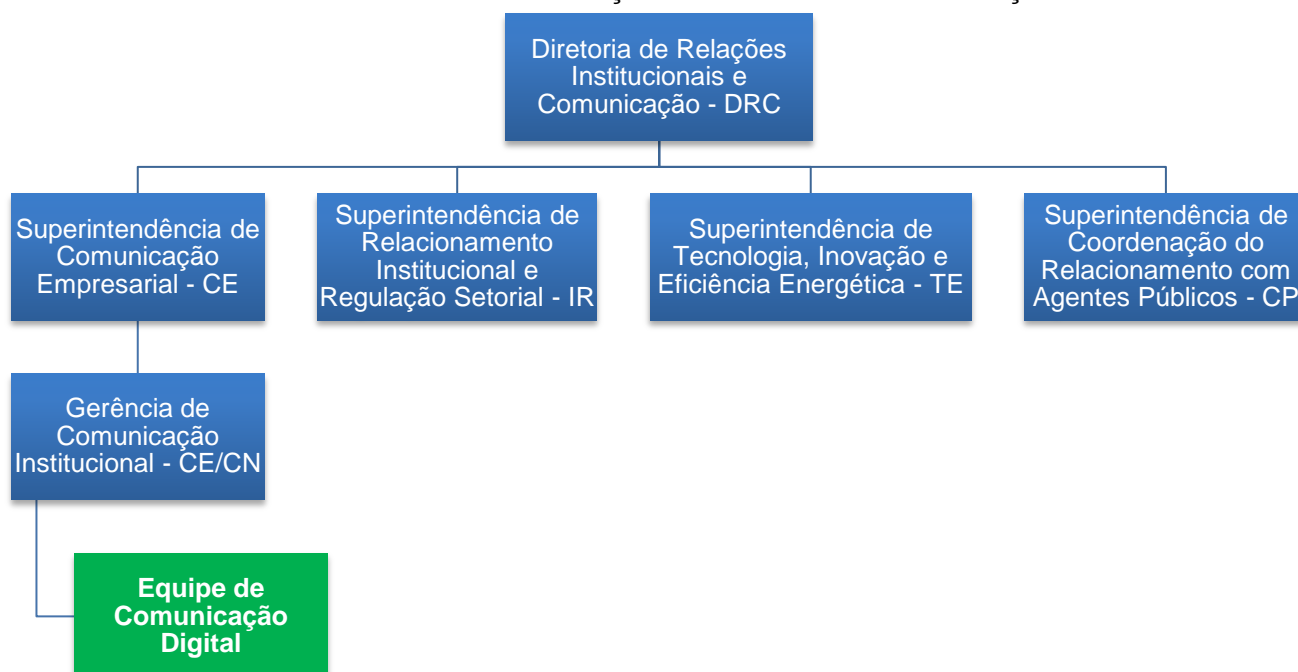 Diretoria de Relações
Institucionais e
Comunicação - DRC
Superintendência de
Comunicação
Empresarial - CE
Superintendência de
Relacionamento
Institucional e
Regulação Setorial - IR
Superintendência de
Tecnologia, Inovação e
Eficiência Energética - TE
Superintendência de
Coordenação do
Relacionamento com
Agentes Públicos - CP
Gerência de
Comunicação
Institucional - CE/CN
Equipe de
Comunicação
Digital